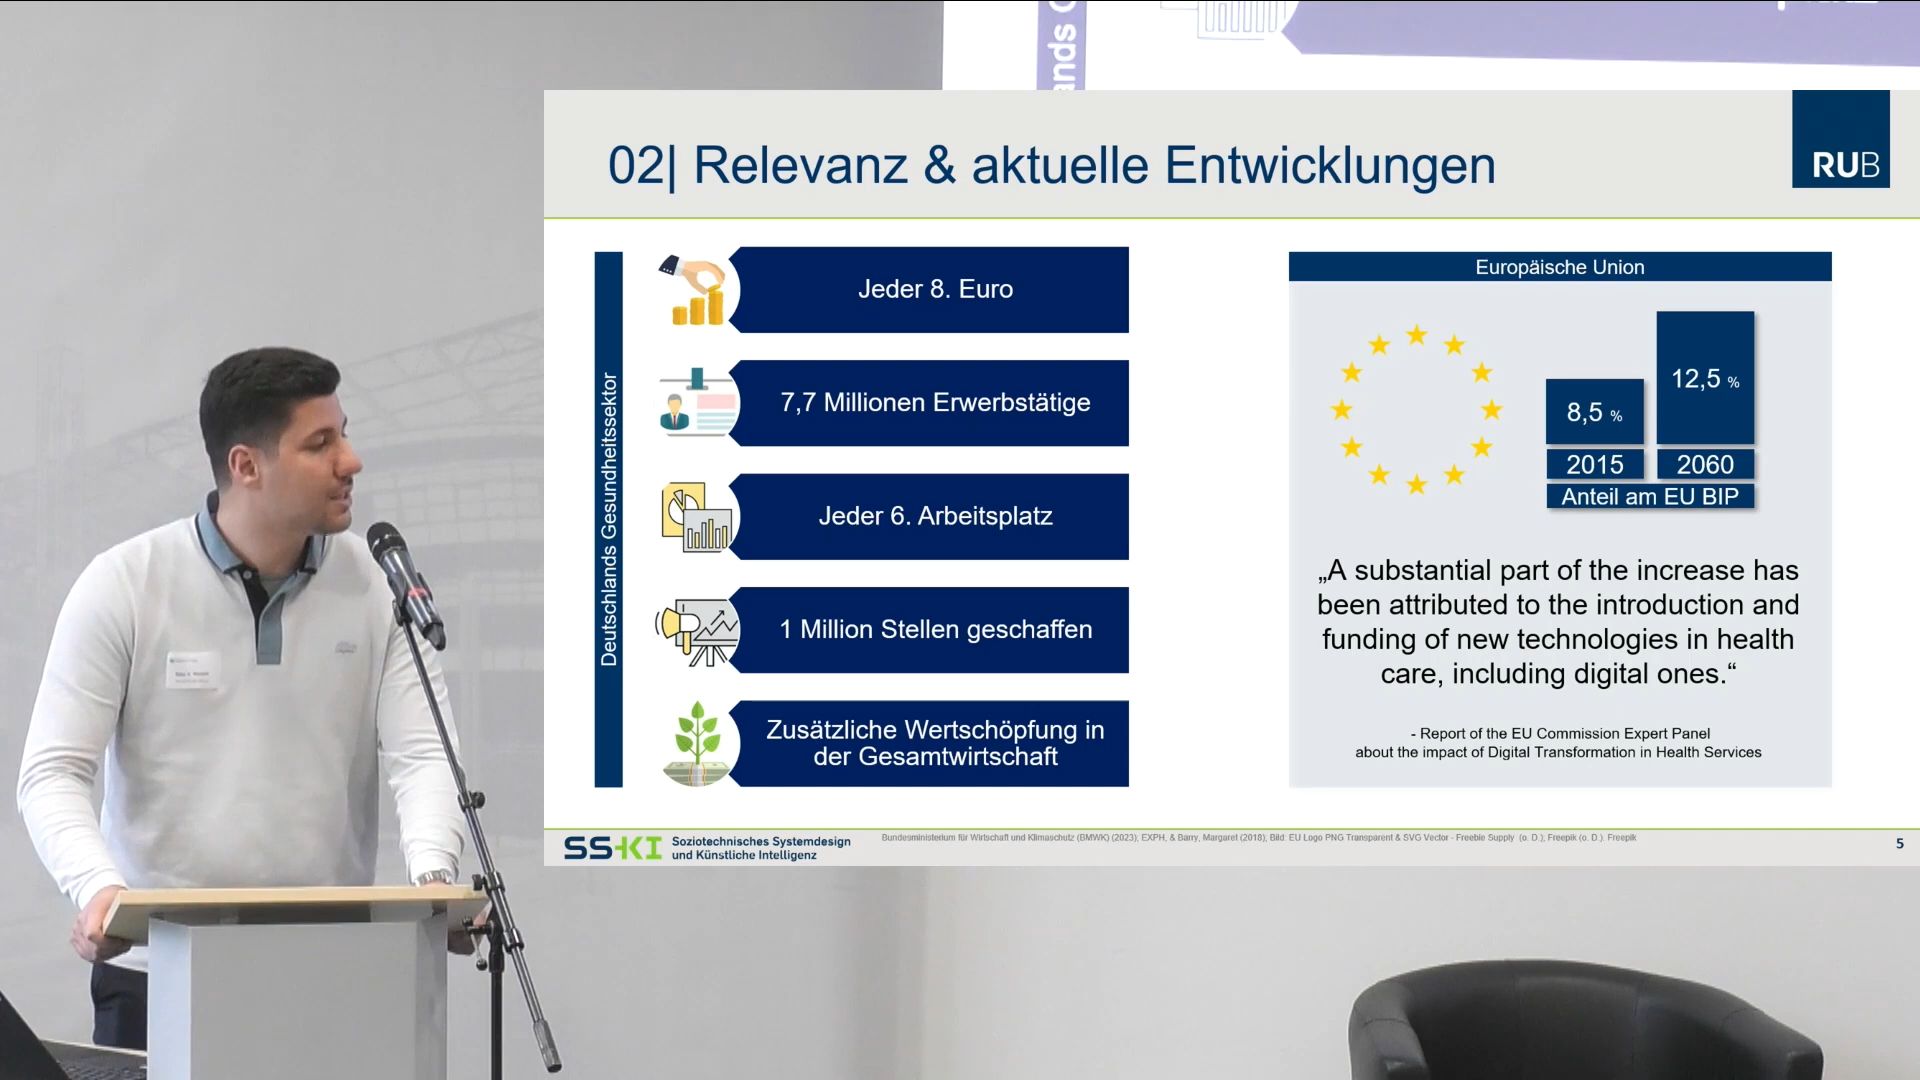 ands
02| Relevanz & aktuelle Entwicklungen
RUB
Deutschlands Gesundheitssektor
Jeder 8. Euro
7,7 Millionen Erwerbstätige
Jeder 6. Arbeitsplatz
1 Million Stellen geschaffen
Zusätzliche Wertschöpfung in
der Gesamtwirtschaft
Europäische Union
8,5 %
12,5 %
2015
2060
Anteil am EU BIP
„A substantial part of the increase has
been attributed to the introduction and
funding of new technologies in health
care, including digital ones.“
- Report of the EU Commission Expert Panel
about the impact of Digital Transformation in Health Services
SSKI
Soziotechnisches Systemdesign
und Künstliche Intelligenz
Bundesministerium für Wirtschaft und Klimaschutz (BMWK) (2023); EXPH, & Barry, Margaret (2018); Bild: EU Logo PNG Transparent & SVG Vector - Freebie Supply (o. D.); Freepik (o. D.). Freepik
5